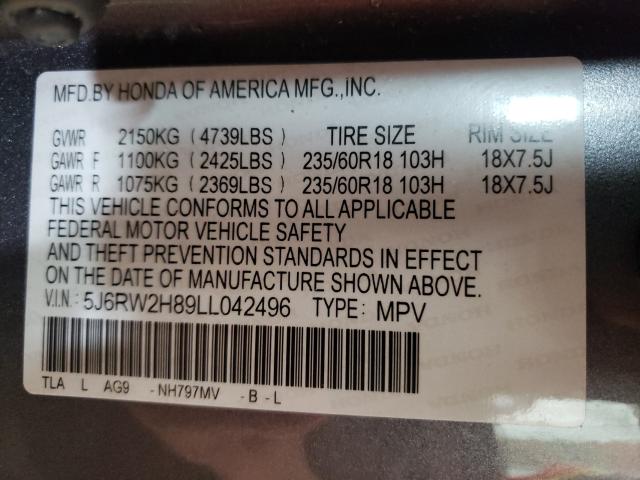 MFD.BY HONDA OF AMERICA MFG.,INC.
GVWR 2150KG (4739LBS) TIRE SIZE RIM SIZE
GAWR F 1100KG (2425LBS) 235/60R18 103H 18X7.5J
GAWR R 1075KG (2369LBS) 235/60R18 103H 18X7.5J
THIS VEHICLE CONFORMS TO ALL APPLICABLE
FEDERAL MOTOR VEHICLE SAFETY
AND THEFT PREVENTION STANDARDS IN EFFECT
ON THE DATE OF MANUFACTURE SHOWN ABOVE.
V.I.N: 5J6RW2H89LL042496 TYPE: MPV
TLA L AG9 -NH797MV -B-L